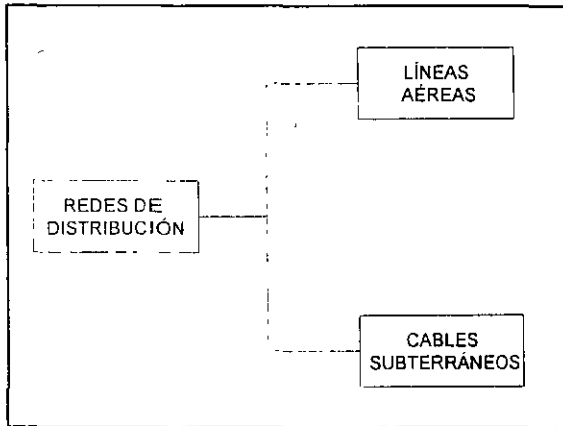 LÍNEAS
AÉREAS
REDES DE
DISTRIBUCIÓN
CABLES
SUBTERRÁNEOS